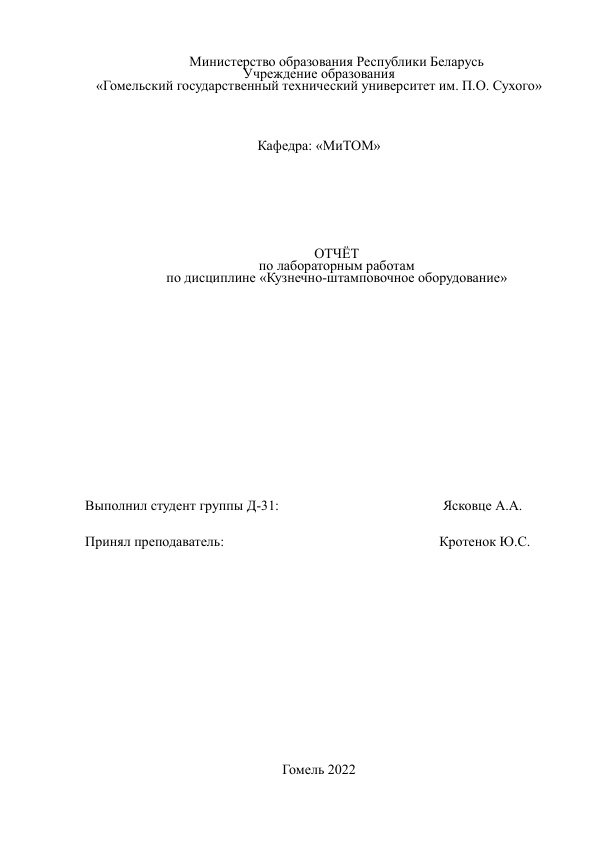 Министерство образования Республики Беларусь
Учреждение образования
«Гомельский государственный технический университет им. П.О. Сухого»
Кафедра: «МиТОМ»
ОТЧЁТ
по лабораторным работам
по дисциплине «Кузнечно-штамповочное оборудование»
Выполнил студент группы Д-31: Ясковце А.А.
Принял преподаватель: Кротенок Ю.С.
Гомель 2022